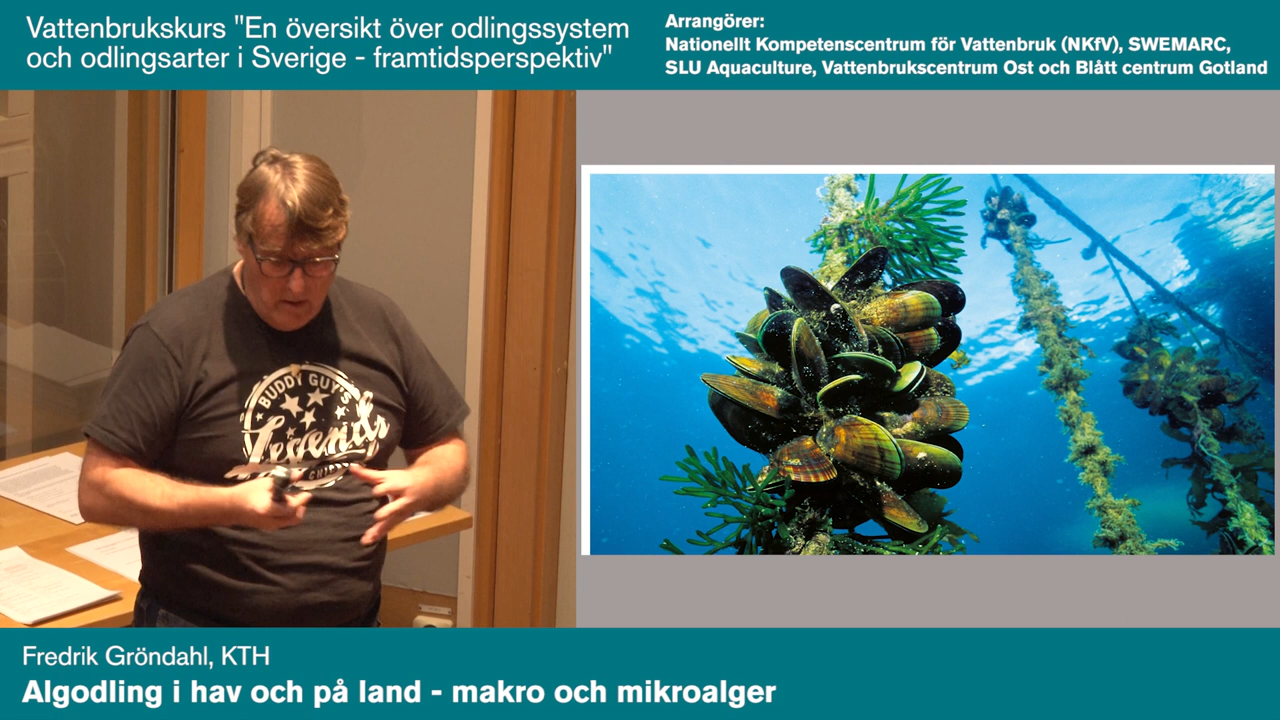 Vattenbrukskurs "En översikt över odlingssystem
och odlingsarter i Sverige - framtidsperspektiv"
Arrangörer:
Nationellt Kompetenscentrum för Vattenbruk (NKfV), SWEMARC,
SLU Aquaculture, Vattenbrukscentrum Ost och Blått centrum Gotland
BUDDY GUY'S
Legends
Fredrik Gröndahl, KTH
Algodling i hav och på land - makro och mikroalger